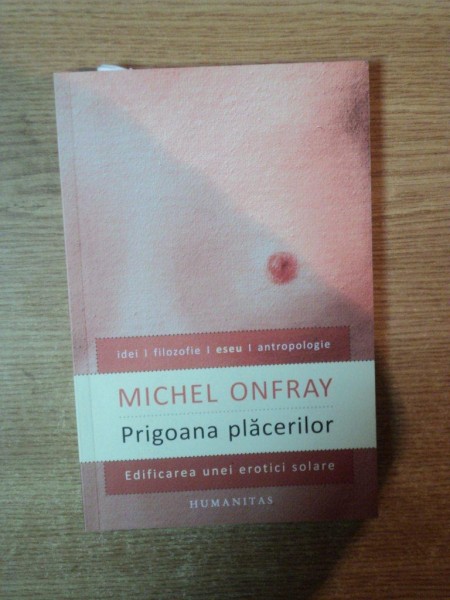 idei | filozofie | eseu | antropologie
MICHEL ONFRAY
Prigoana plăcerilor
Edificarea unei erotici solare
HUMANITAS